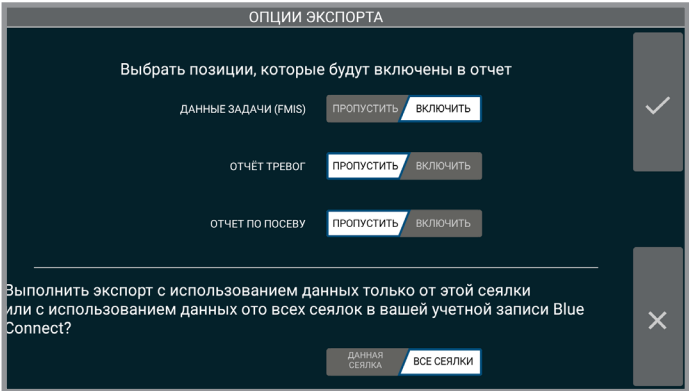 ОПЦИИ ЭКСПОРТА
Выбрать позиции, которые будут включены в отчет
ДАННЫЕ ЗАДАЧИ (FMIS) ПРОПУСТИТЬ ВКЛЮЧИТЬ
ОТЧЁТ ТРЕВОГ ПРОПУСТИТЬ ВКЛЮЧИТЬ
ОТЧЕТ ПО ПОСЕВУ ПРОПУСТИТЬ ВКЛЮЧИТЬ
Выполнить экспорт с использованием данных только от этой сеялки
или с использованием данных ото всех сеялок в вашей учетной записи Blue
Connect?
ДАННАЯ
СЕЯЛКА ВСЕ СЕЯЛКИ